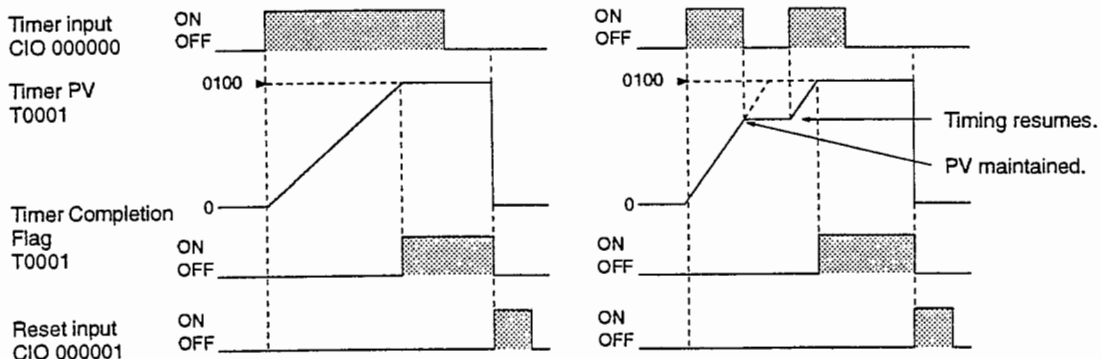 Timer input
CIO 000000
ON
OFF
ON
OFF
Timer PV
T0001
0100
0
0100
0
Timing resumes.
PV maintained.
Timer Completion
Flag
T0001
ON
OFF
ON
OFF
Reset input
CIO 000001
ON
OFF
ON
OFF